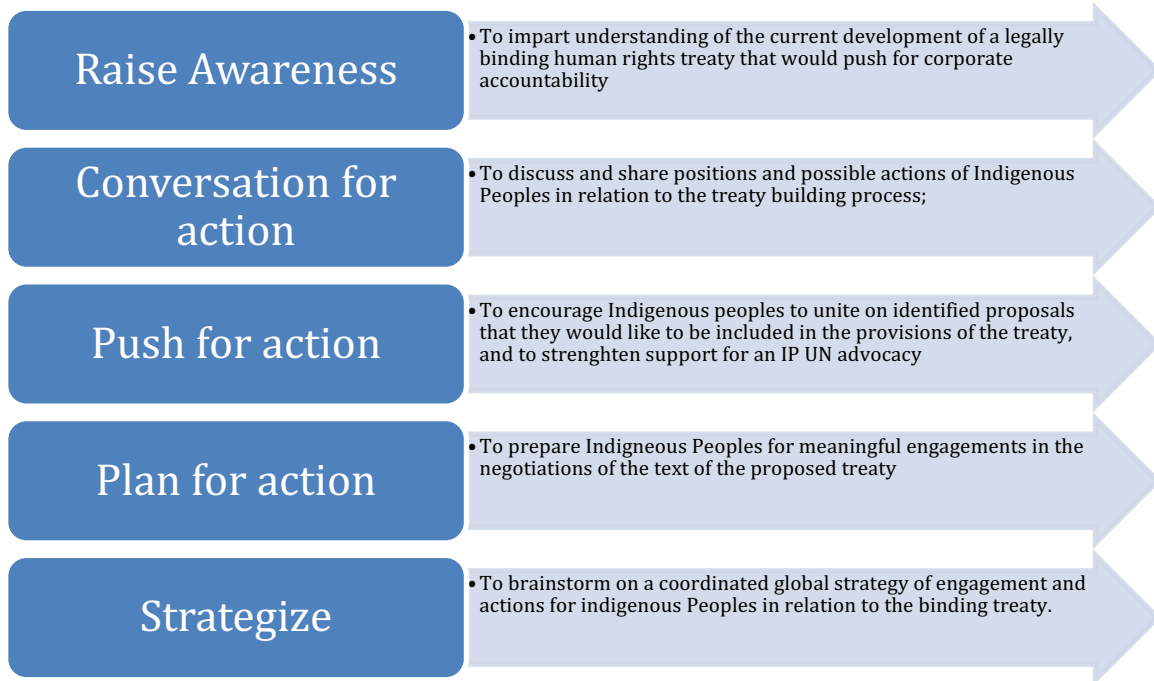 Raise Awareness
• To impart understanding of the current development of a legally
binding human rights treaty that would push for corporate
accountability
Conversation for
action
• To discuss and share positions and possible actions of Indigenous
Peoples in relation to the treaty building process;
Push for action
• To encourage Indigenous peoples to unite on identified proposals
that they would like to be included in the provisions of the treaty,
and to strenghten support for an IP UN advocacy
Plan for action
• To prepare Indigneous Peoples for meaningful engagements in the
negotiations of the text of the proposed treaty
Strategize
• To brainstorm on a coordinated global strategy of engagement and
actions for indigenous Peoples in relation to the binding treaty.